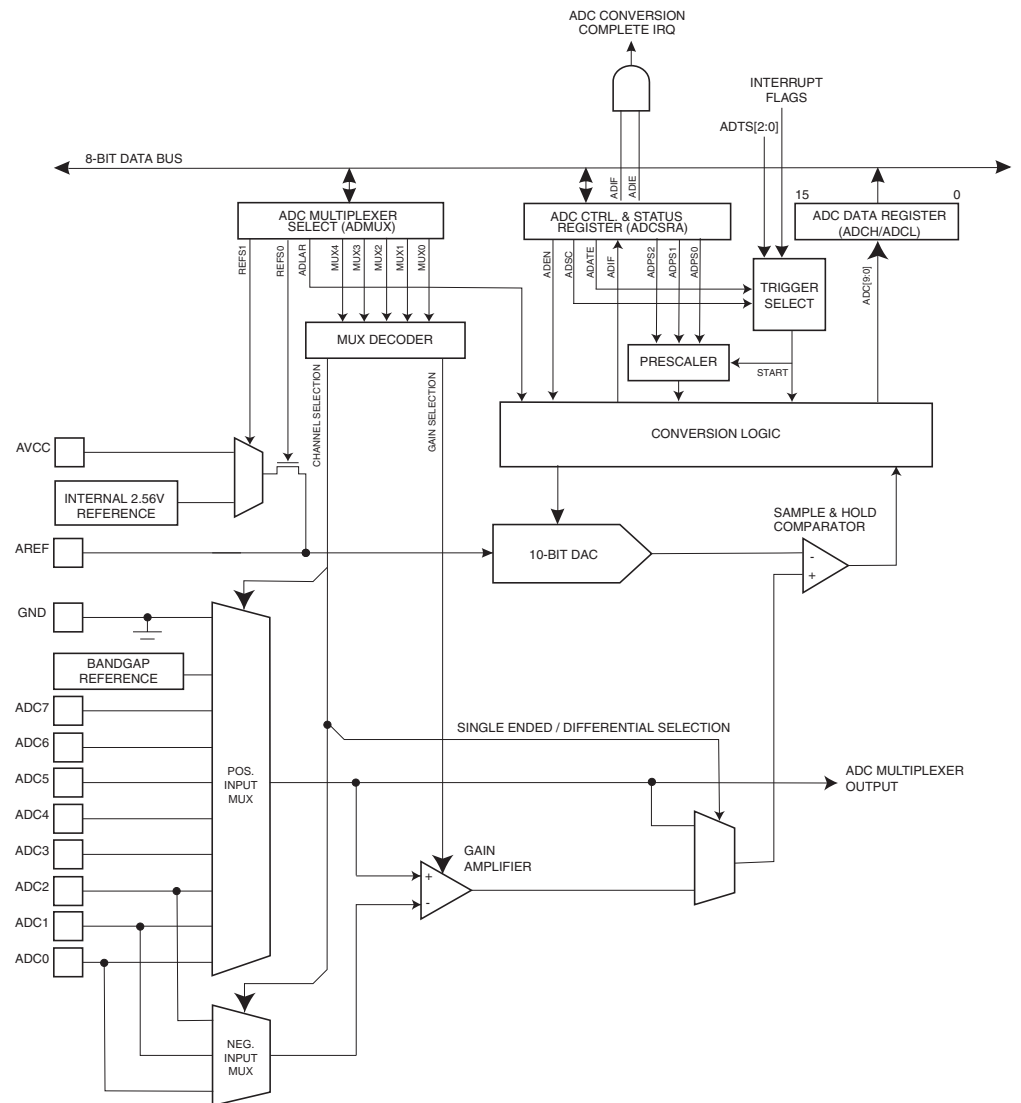 ADC CONVERSION
COMPLETE IRQ
INTERRUPT
FLAGS
ADTS[2:0]
8-BIT DATA BUS
ADIF
ADIE
15
0
ADC MULTIPLEXER
SELECT (ADMUX)
ADC CTRL. & STATUS
REGISTER (ADCSRA)
ADC DATA REGISTER
(ADCH/ADCL)
REFS1
REFS0
ADLAR
MUX4
MUX3
MUX2
MUX1
MUX0
ADEN
ADSC
ADATE
ADIF
ADPS2
ADPS1
ADPS0
ADC[9:0]
TRIGGER
SELECT
MUX DECODER
PRESCALER
START
CHANNEL SELECTION
GAIN SELECTION
CONVERSION LOGIC
AVCC
INTERNAL 2.56V
REFERENCE
SAMPLE & HOLD
COMPARATOR
AREF
10-BIT DAC
-
+
GND
BANDGAP
REFERENCE
ADC7
SINGLE ENDED / DIFFERENTIAL SELECTION
ADC6
ADC5
POS.
INPUT
MUX
ADC MULTIPLEXER
OUTPUT
ADC4
ADC3
GAIN
AMPLIFIER
+
-
ADC2
ADC1
ADC0
NEG.
INPUT
MUX